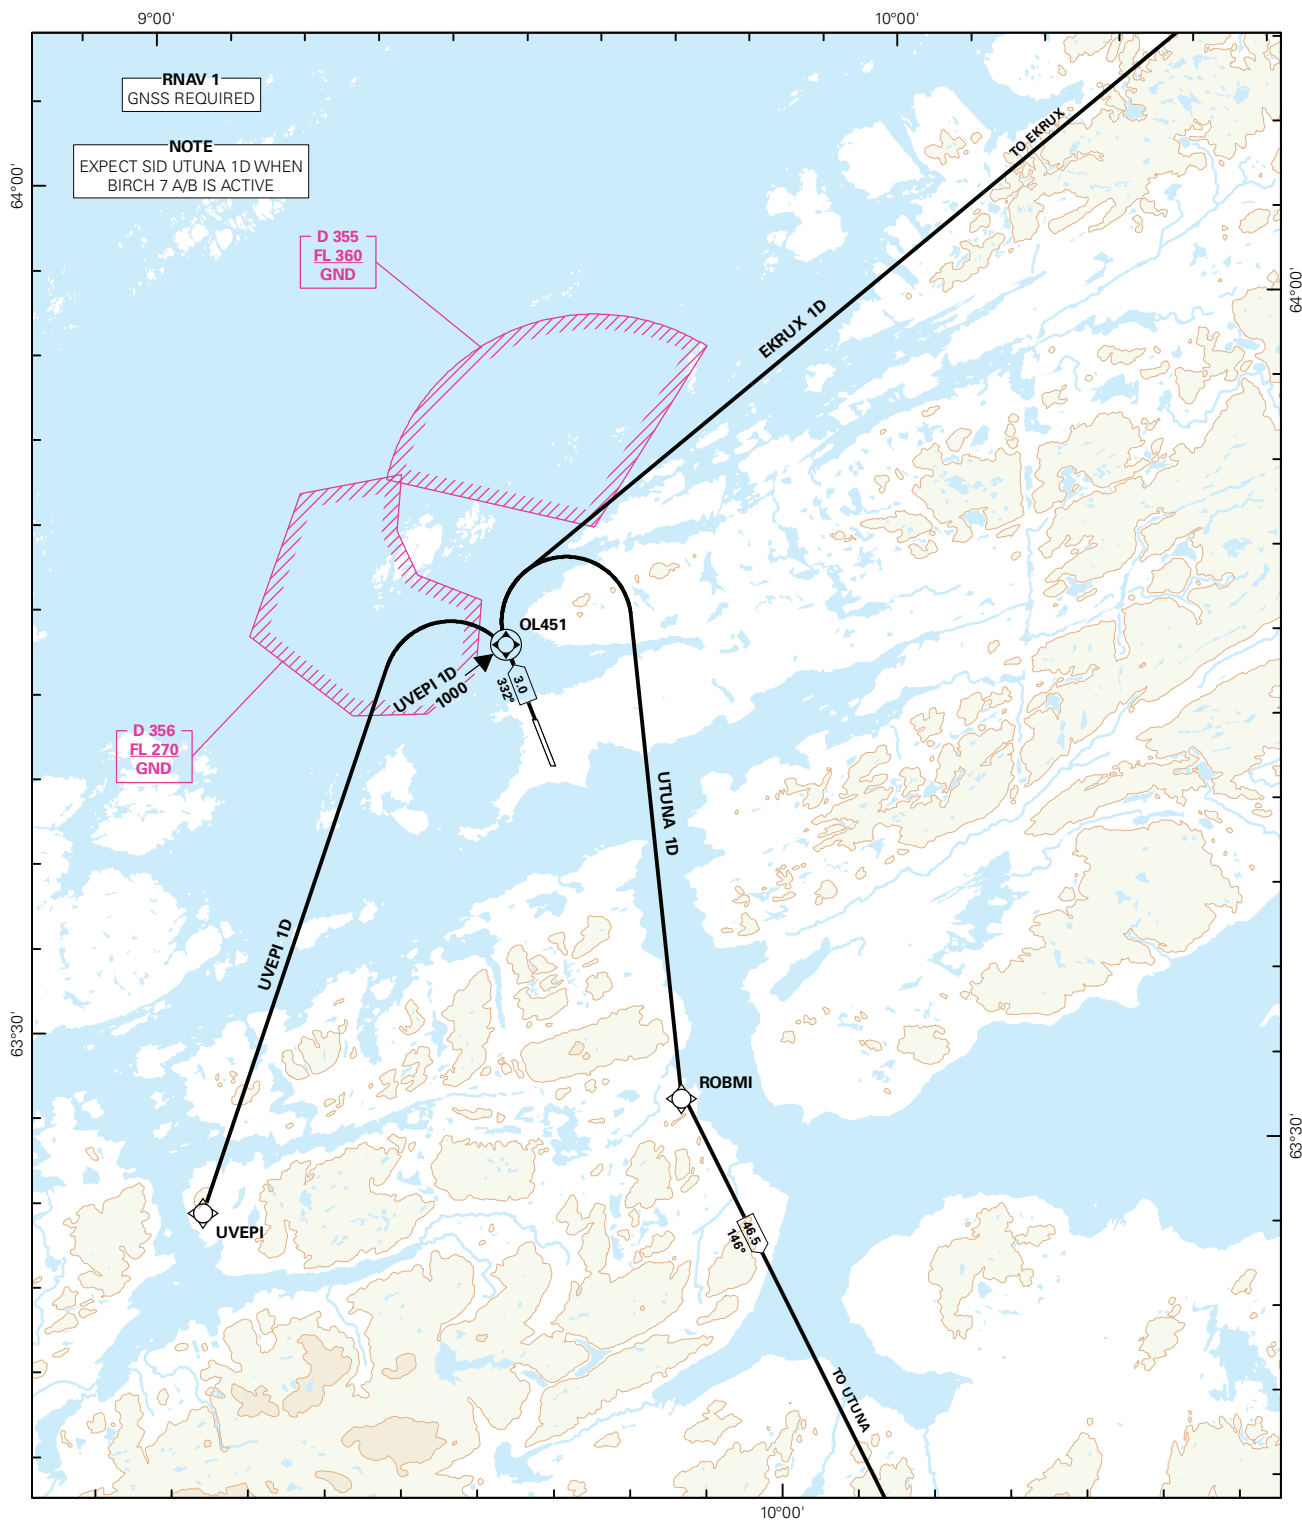 9°00'
10°00'
RNAV 1
GNSS REQUIRED
NOTE
EXPECT SID UTUNA 1D WHEN
BIRCH 7 A/B IS ACTIVE
64°00'
TO EKRUX
D 355
FL 360
GND
64°00'
EKRUX 1D
OL451
UVEPI 1D
1000
3.0
332°
D 356
FL 270
GND
UTUNA 1D
UVEPI 1D
63°30'
ROBMI
63°30'
UVEPI
46.5
146°
TO UTUNA
10°00'